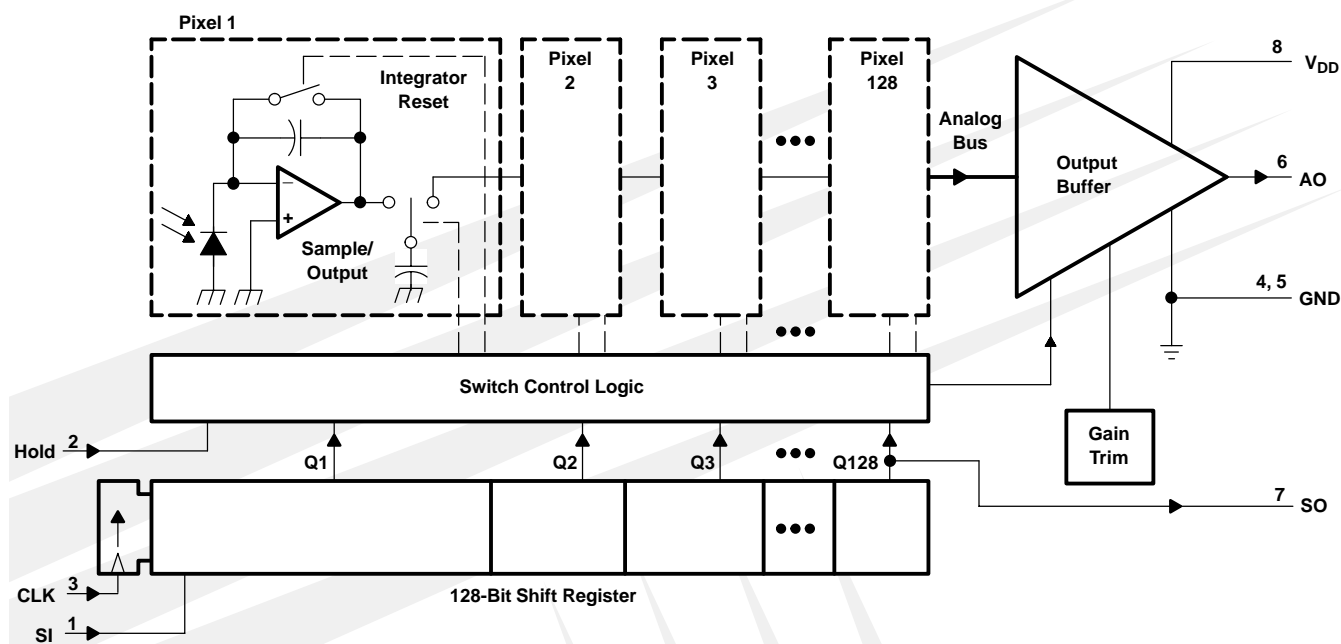 Pixel 1
Integrator
Reset
–
+
Sample/
Output
Pixel
2
Pixel
3
Pixel
128
Analog
Bus
Output
Buffer
8
VDD
6
AO
4, 5
GND
Switch Control Logic
Gain
Trim
Hold
2
Q1
Q2
Q3
Q128
7
SO
CLK
3
SI
1
128-Bit Shift Register